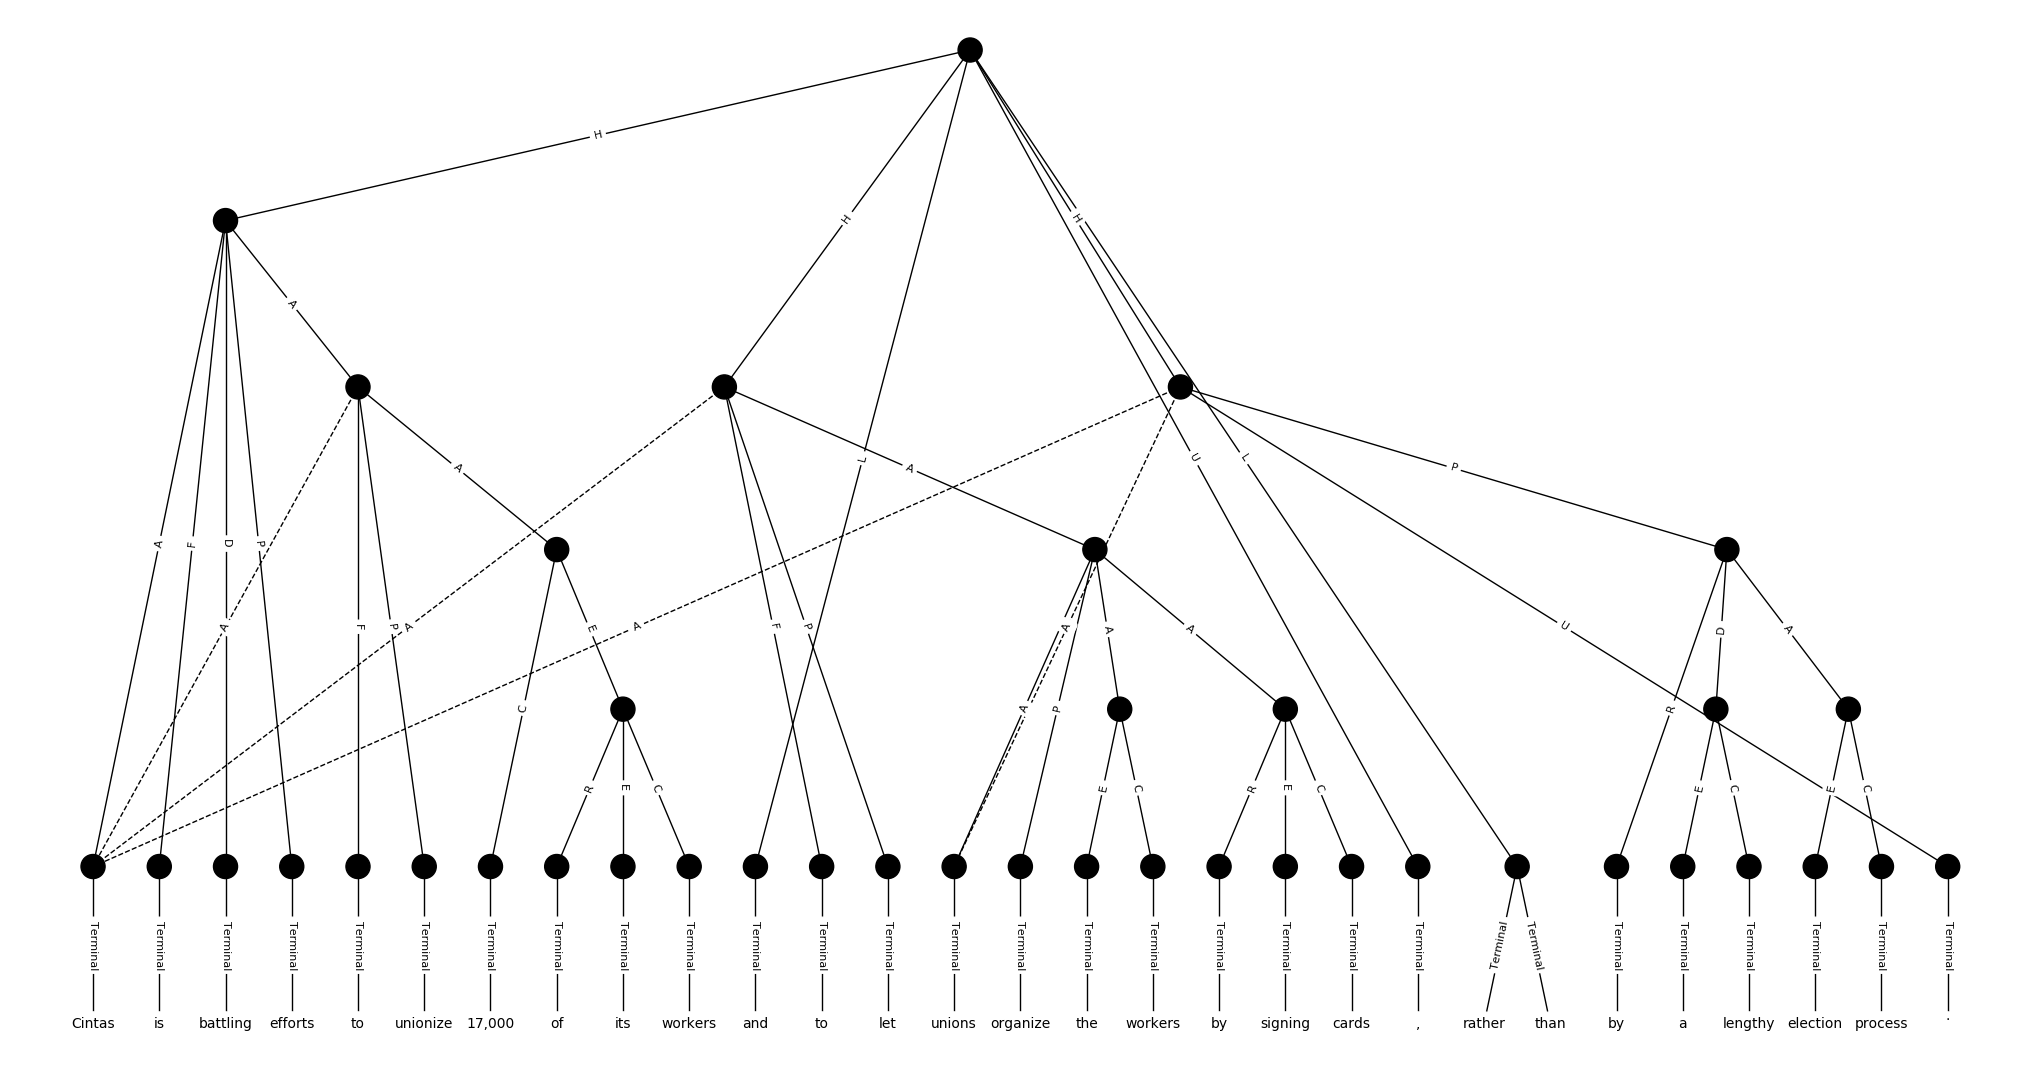 H
H
H
A
L
U
L
A
A
P
A
F
D
P
A
F
P
A
A
F
P
A
U
E
A
A
D
A
C
A
P
R
R
E
C
E
C
R
E
C
E
C
E
C
Terminal Terminal Terminal Terminal Terminal Terminal Terminal Terminal Terminal Terminal Terminal Terminal Terminal Terminal Terminal Terminal Terminal Terminal Terminal Terminal Terminal Terminal Terminal Terminal Terminal Terminal Terminal Terminal Terminal
Cintas is battling efforts to unionize 17,000 of its workers and to let unions organize the workers by signing cards , rather than by a lengthy election process .